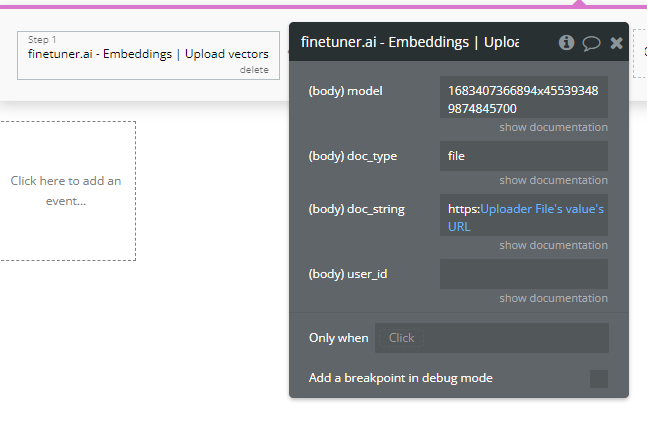 Step 1
finetuner.ai - Embeddings | Upload vectors
delete
Click here to add an
event...
finetuner.ai - Embeddings | Uploa
(body) model
1683407366894x45539348
9874845700
show documentation
(body) doc_type
file
show documentation
(body) doc_string
https:Uploader File's value's
URL
show documentation
(body) user_id
show documentation
Only when
Click
Add a breakpoint in debug mode